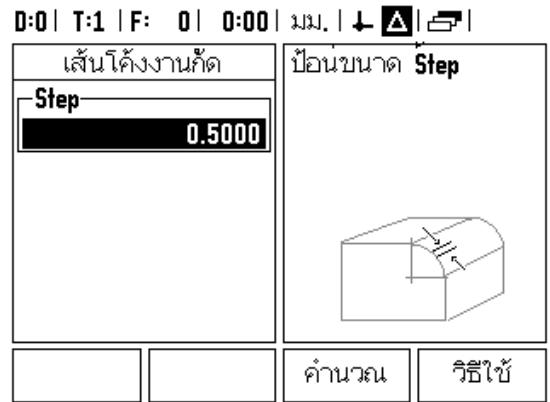 D:0 | T:1 | F: 0 | 0:00 | มม. |
เส้นโค้งงานกัด
Step
0.5000
ป้อนขนาด Step
คำนวณ
วิธีใช้